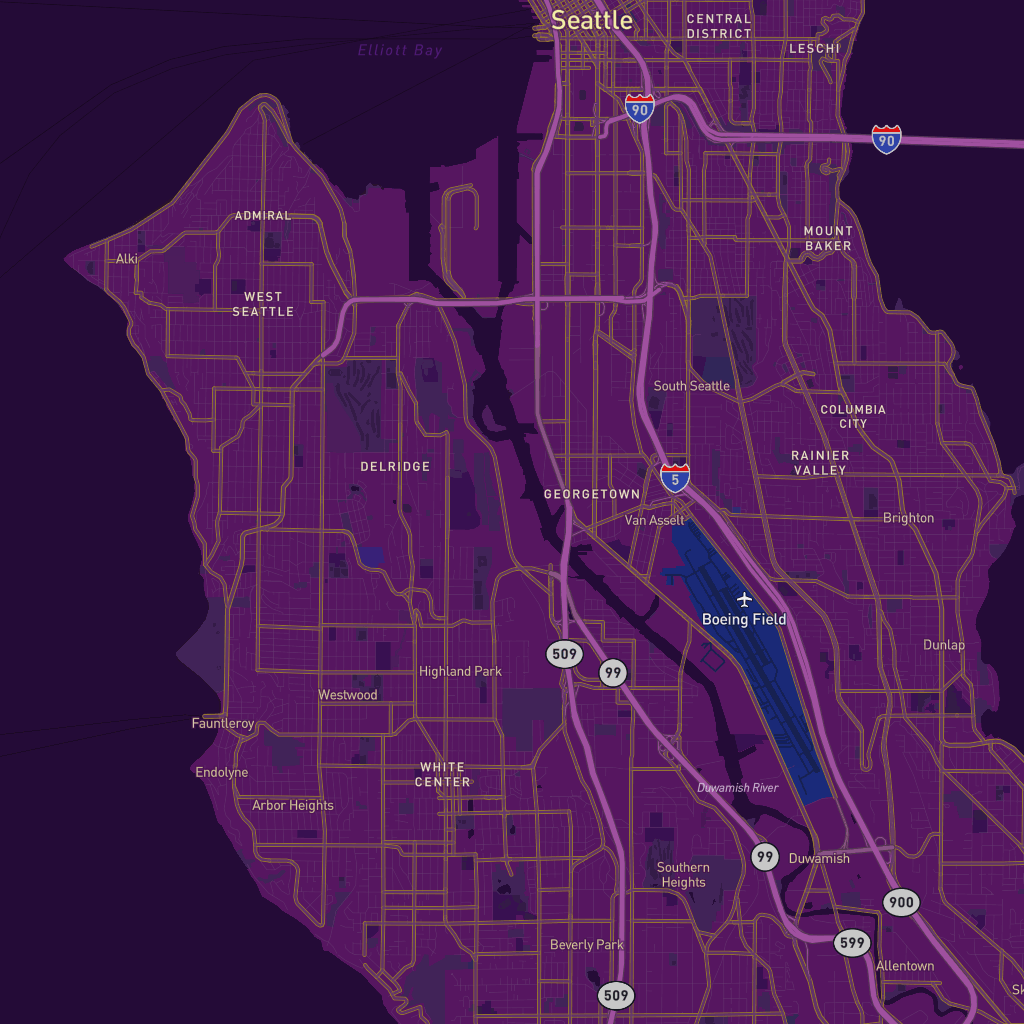 Seattle
CENTRAL
DISTRICT
Elliott Bay
LESCHI
90
90
ADMIRAL
MOUNT
BAKER
Alki
WEST
SEATTLE
South Seattle
COLUMBIA
CITY
RAINIER
VALLEY
DELRIDGE
5
GEORGETOWN
Van Asselt
Brighton
Boeing Field
Dunlap
509
99
Highland Park
Westwood
Fauntleroy
WHITE
CENTER
Endolyne
Duwamish River
Arbor Heights
99
Duwamish
Southern
Heights
900
Beverly Park
599
Allentown
509
Sk